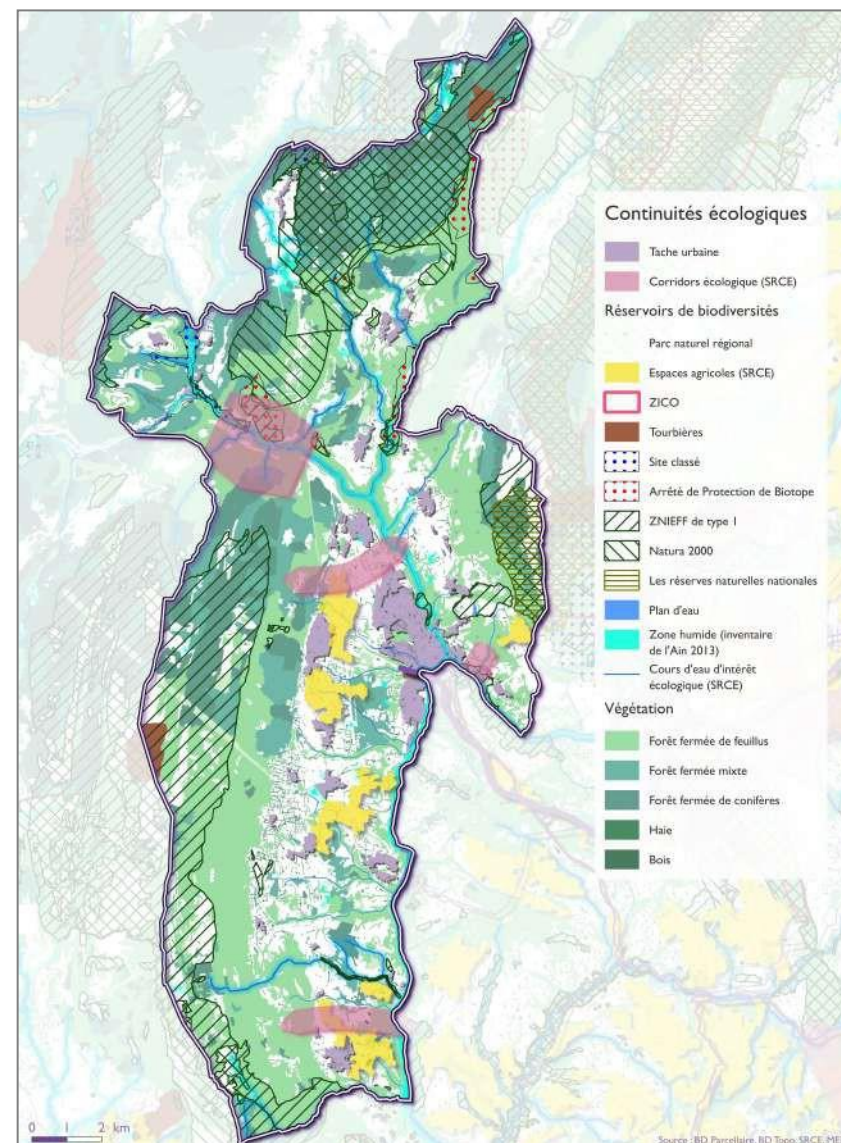 Continuités écologiques
Tache urbaine
Corridors écologique (SRCE)
Réservoirs de biodiversités
Parc naturel régional
Espaces agricoles (SRCE)
ZICO
Tourbières
Site classé
Arrêté de Protection de Biotope
ZNIEFF de type 1
Natura 2000
Les réserves naturelles nationales
Plan d'eau
Zone humide (inventaire
de l'Ain 2013)
Cours d'eau d'intérêt
écologique (SRCE)
Végétation
Forêt fermée de feuillus
Forêt fermée mixte
Forêt fermée de conifères
Haie
Bois
0 1 2 km
Source : BD Parcellaire, BD Topo, SRCE, ME